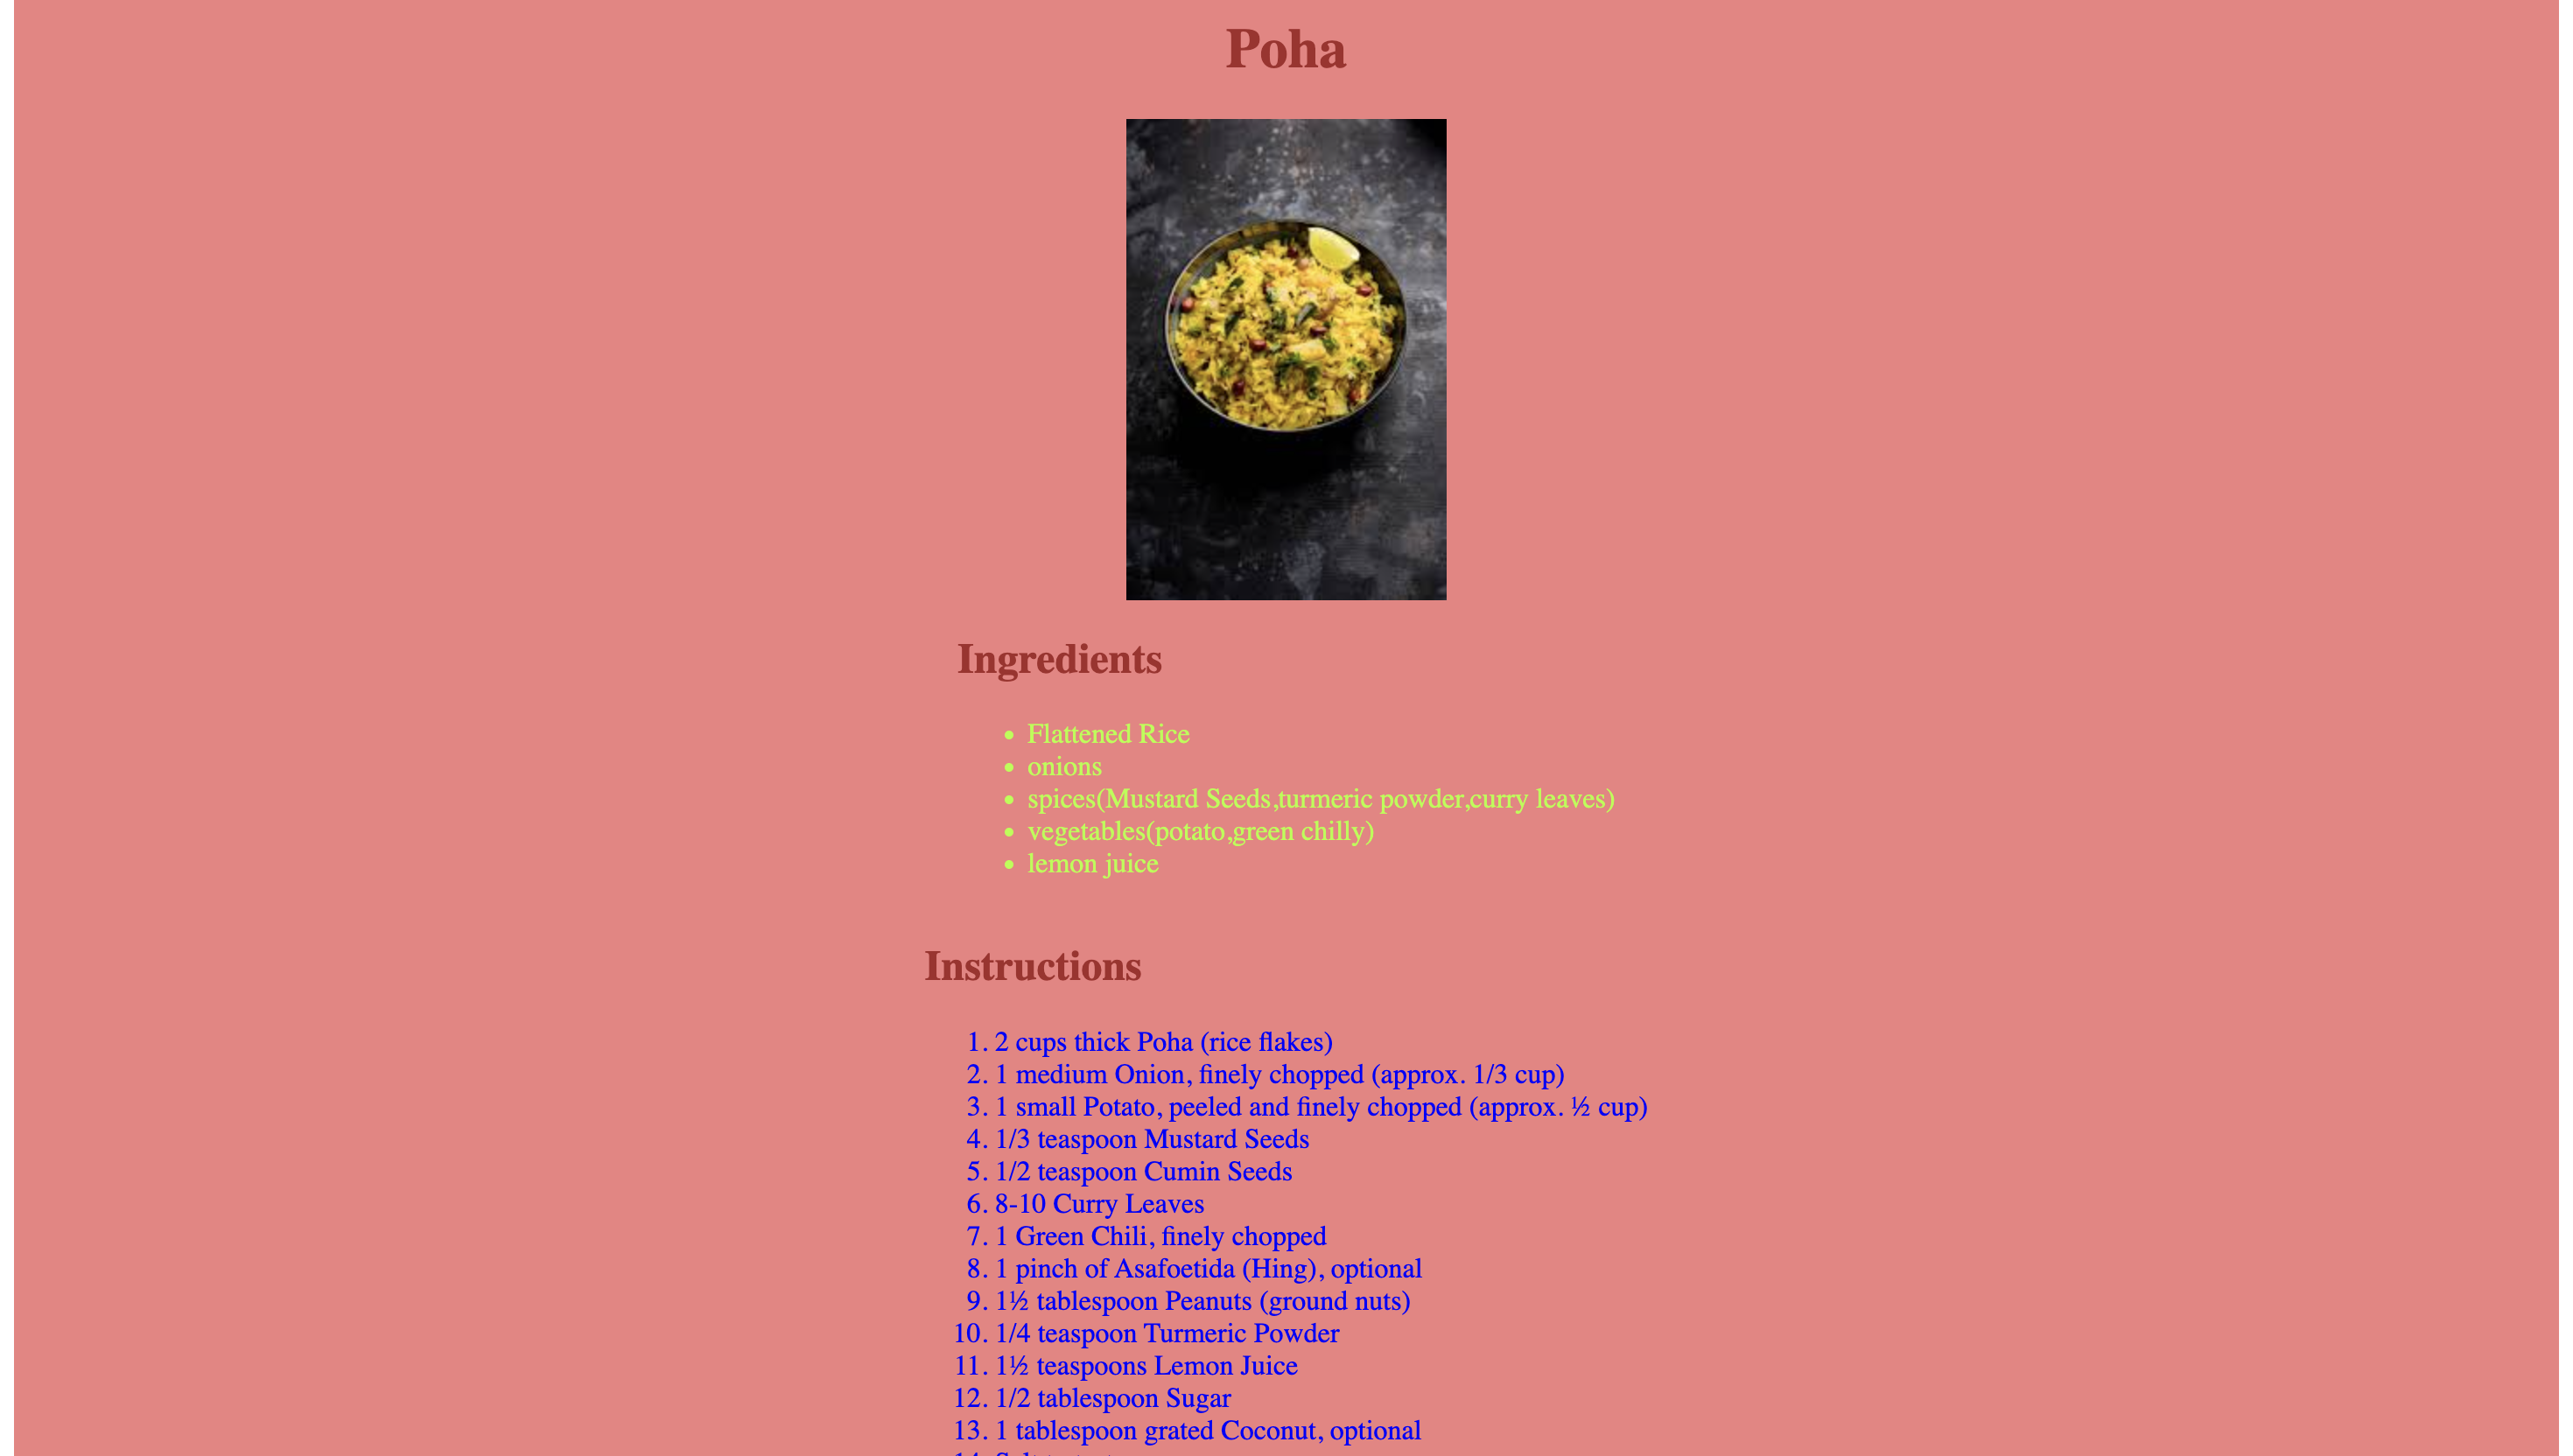 Poha
Ingredients
• Flattened Rice
• onions
• spices(Mustard Seeds,turmeric powder,curry leaves)
• vegetables(potato,green chilly)
• lemon juice
Instructions
1. 2 cups thick Poha (rice flakes)
2. 1 medium Onion, finely chopped (approx. 1/3 cup)
3. 1 small Potato, peeled and finely chopped (approx. ½ cup)
4. 1/3 teaspoon Mustard Seeds
5. 1/2 teaspoon Cumin Seeds
6. 8-10 Curry Leaves
7. 1 Green Chili, finely chopped
8. 1 pinch of Asafoetida (Hing), optional
9. 1½ tablespoon Peanuts (ground nuts)
10. 1/4 teaspoon Turmeric Powder
11. 1½ teaspoons Lemon Juice
12. 1/2 tablespoon Sugar
13. 1 tablespoon grated Coconut, optional